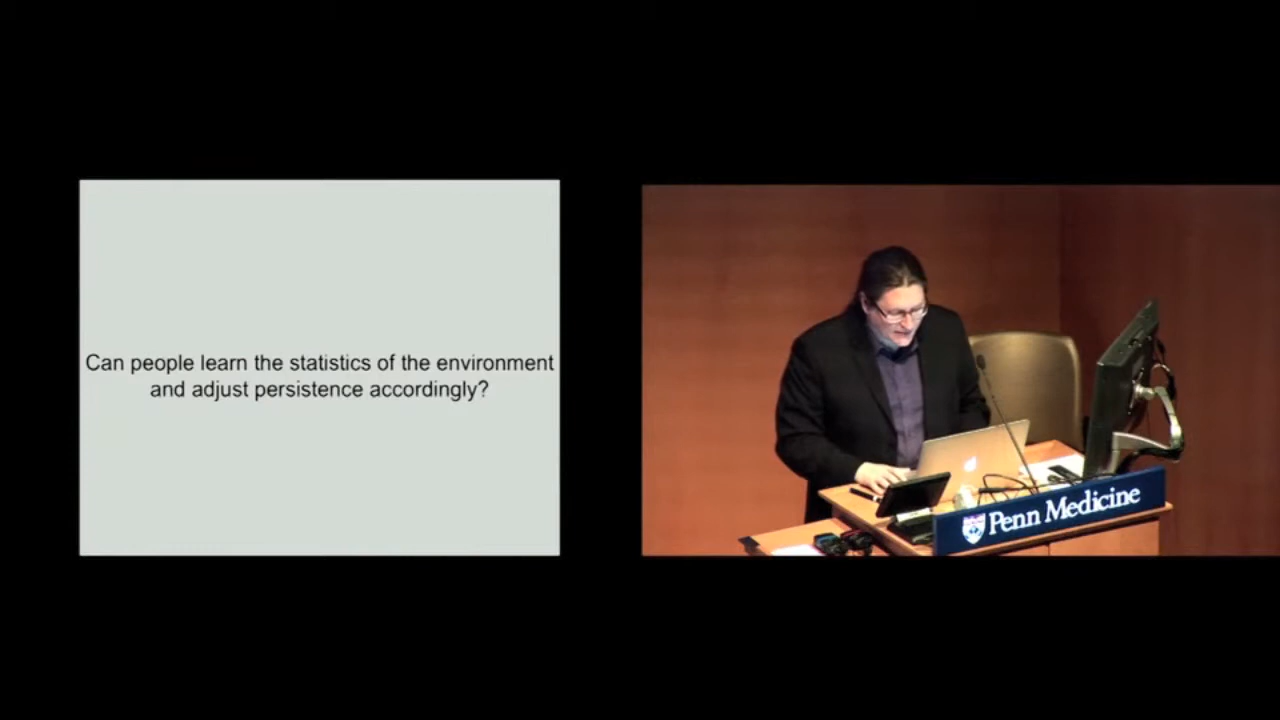 Can people learn the statistics of the environment
and adjust persistence accordingly?
Penn Medicine